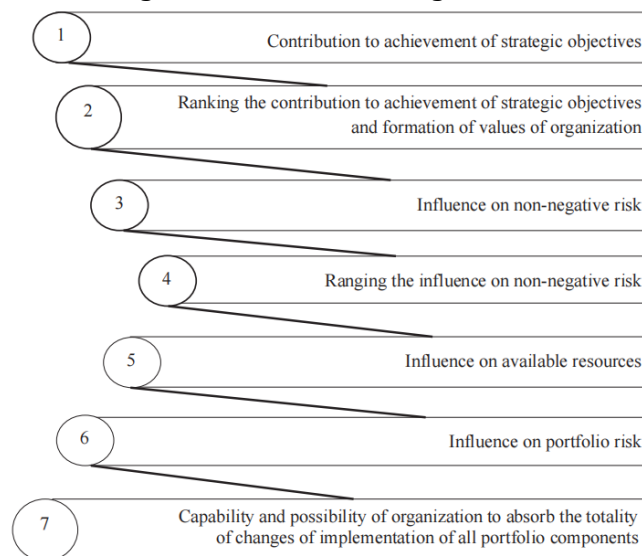 1
Contribution to achievement of strategic objectives
2
Ranking the contribution to achievement of strategic objectives
and formation of values of organization
3
Influence on non-negative risk
4
Ranging the influence on non-negative risk
5
Influence on available resources
6
Influence on portfolio risk
7
Capability and possibility of organization to absorb the totality
of changes of implementation of all portfolio components